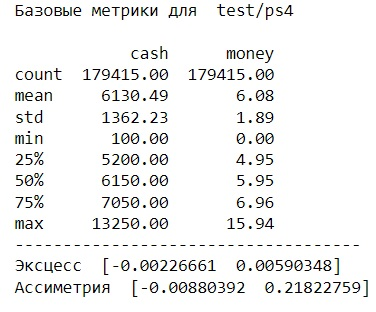 Базовые метрики для  test/ps4
cash      money
count  179415.00  179415.00
mean     6130.49       6.08
std      1362.23       1.89
min       100.00       0.00
25%      5200.00       4.95
50%      6150.00       5.95
75%      7050.00       6.96
max     13250.00      15.94
-----------------------------------
Эксцесс  [-0.00226661  0.00590348]
Ассиметрия  [-0.00880392  0.21822759]